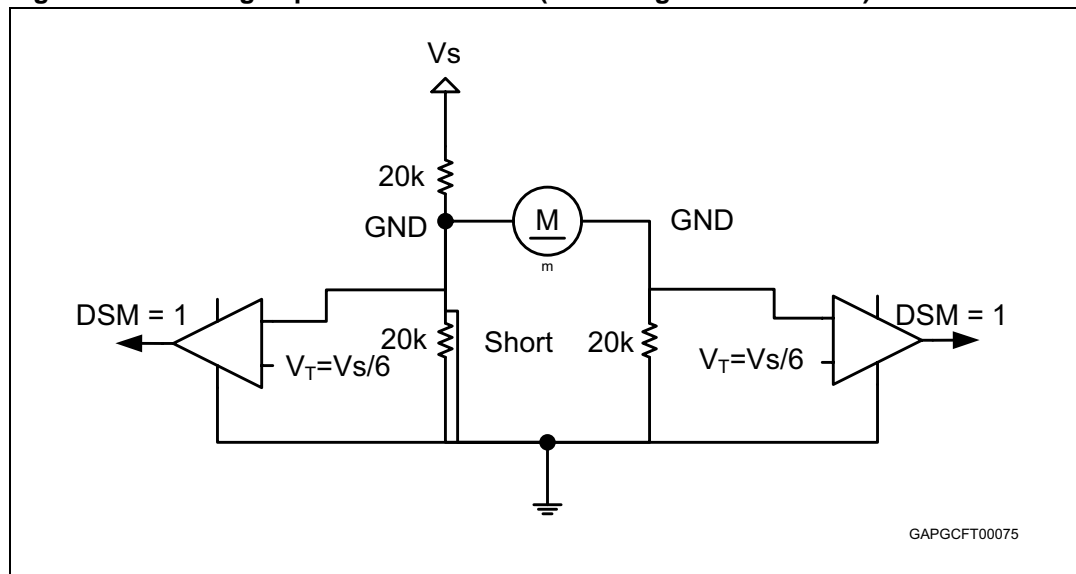 Vs
20k
GND
M
m
GND
DSM = 1
V_T=Vs/6
20k
Short
20k
V_T=Vs/6
DSM = 1
GAPGCFT00075